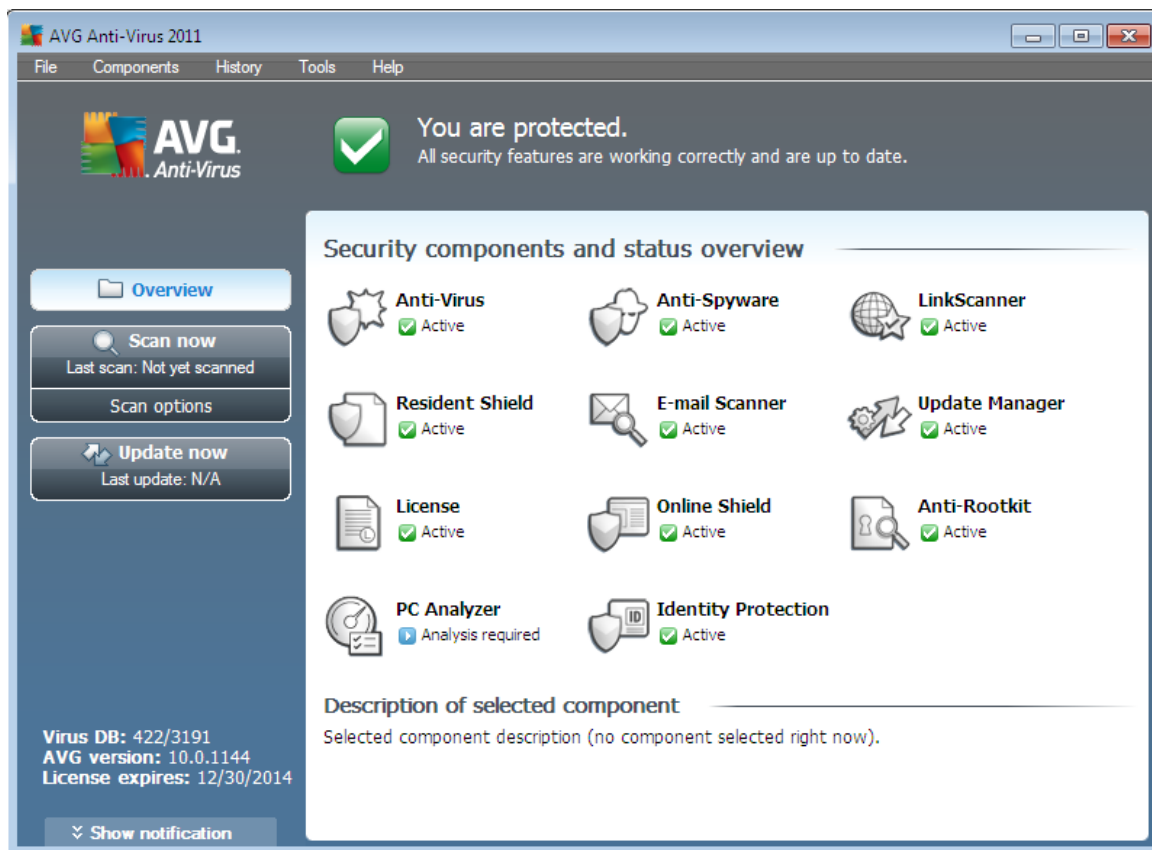 AVG Anti-Virus 2011
File Components History Tools Help
AVG.
Anti-Virus
You are protected.
All security features are working correctly and are up to date.
Overview
Scan now
Last scan: Not yet scanned
Scan options
Update now
Last update: N/A
Security components and status overview
Anti-Virus
Active
Anti-Spyware
Active
LinkScanner
Active
Resident Shield
Active
E-mail Scanner
Active
Update Manager
Active
License
Active
Online Shield
Active
Anti-Rootkit
Active
PC Analyzer
Analysis required
ID
Identity Protection
Active
Description of selected component
Selected component description (no component selected right now).
Virus DB: 422/3191
AVG version: 10.0.1144
License expires: 12/30/2014
Show notification